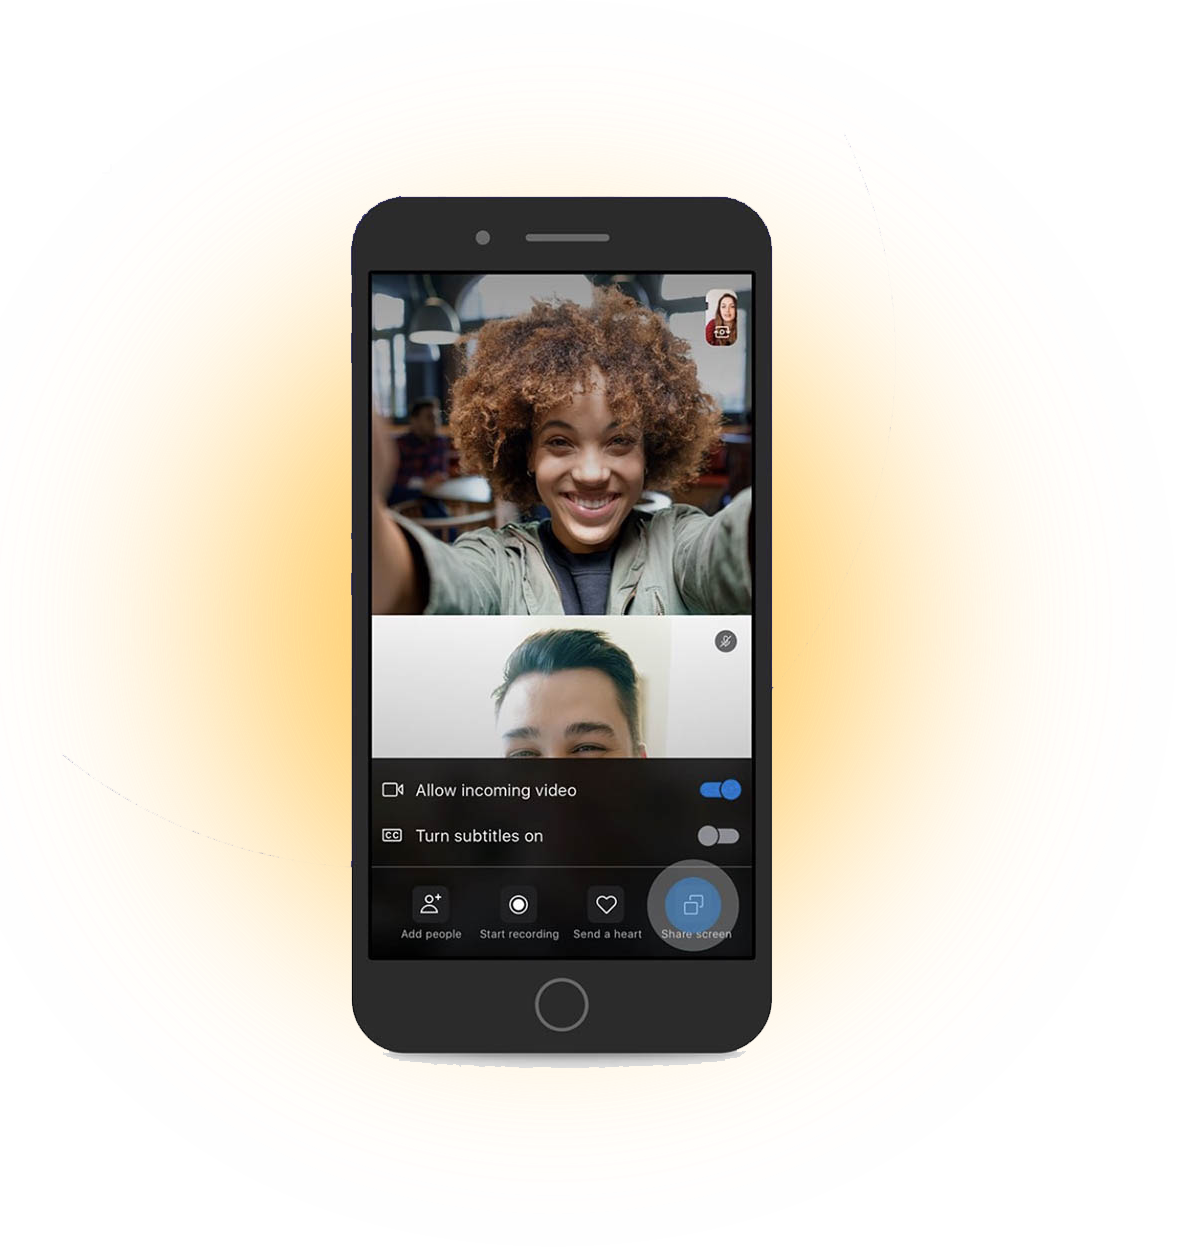 Allow incoming video
CC
Turn subtitles on
Add people
Start recording
Send a heart
Share screen